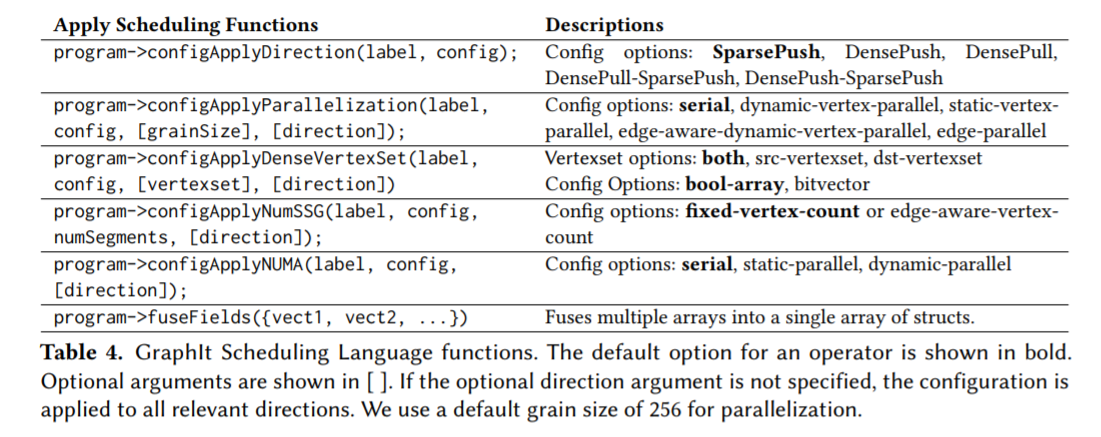 Apply Scheduling Functions Descriptions
program->configApplyDirection(label, config); Config options: SparsePush, DensePush, DensePull,
DensePull-SparsePush, DensePush-SparsePush
program->configApplyParallelization(label, Config options: serial, dynamic-vertex-parallel, static-vertex-
config, [grainSize], [direction]); parallel, edge-aware-dynamic-vertex-parallel, edge-parallel
program->configApplyDenseVertexSet(label, Vertexset options: both, src-vertexset, dst-vertexset
config, [vertexset], [direction]) Config Options: bool-array, bitvector
program->configApplyNumSSG(label, config, Config options: fixed-vertex-count or edge-aware-vertex-
numSegments, [direction]); count
program->configApplyNUMA(label, config, Config options: serial, static-parallel, dynamic-parallel
[direction]);
program->fuseFields({vect1, vect2, ...}) Fuses multiple arrays into a single array of structs.
Table 4. GraphIt Scheduling Language functions. The default option for an operator is shown in bold.
Optional arguments are shown in [ ]. If the optional direction argument is not specified, the configuration is
applied to all relevant directions. We use a default grain size of 256 for parallelization.